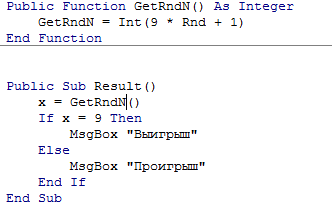 Public Function GetRndN() As Integer
    GetRndN = Int(9 * Rnd + 1)
End Function
Public Sub Result()
    x = GetRndN()
    If x = 9 Then
        MsgBox "Выигрыш"
    Else
        MsgBox "Проигрыш"
    End If
End Sub